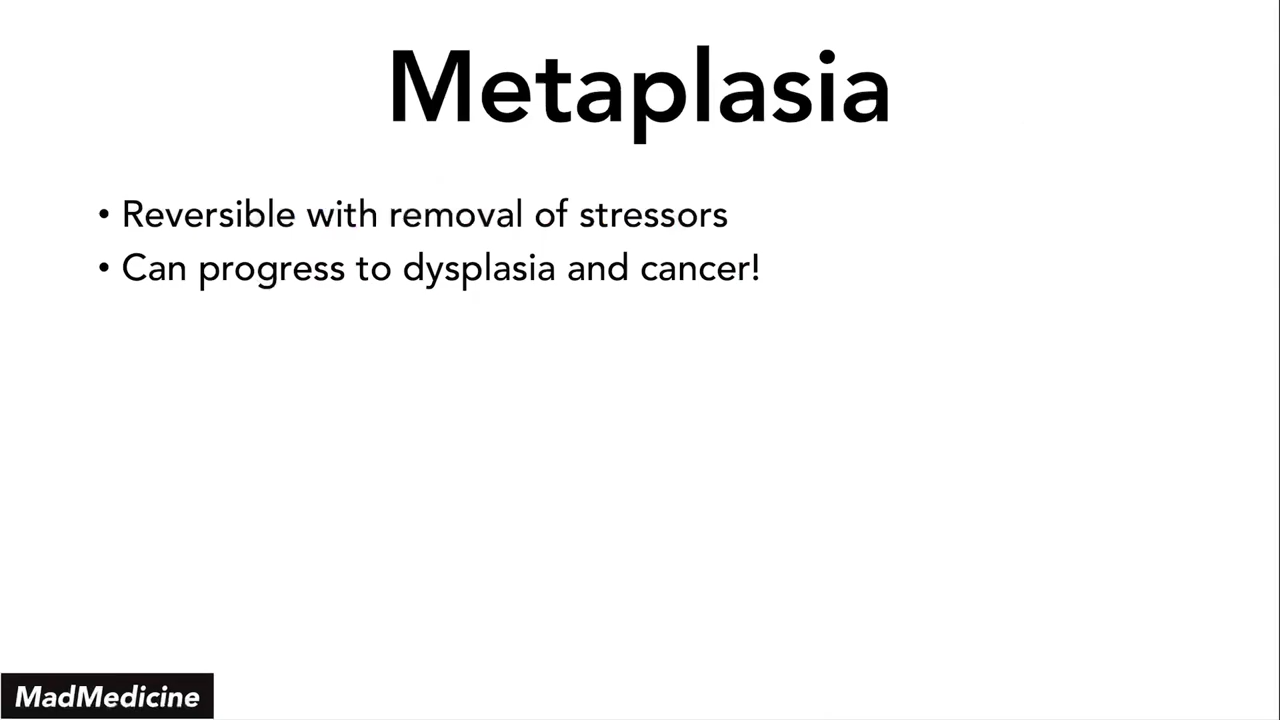 Metaplasia
• Reversible with removal of stressors
• Can progress to dysplasia and cancer!
MadMedicine